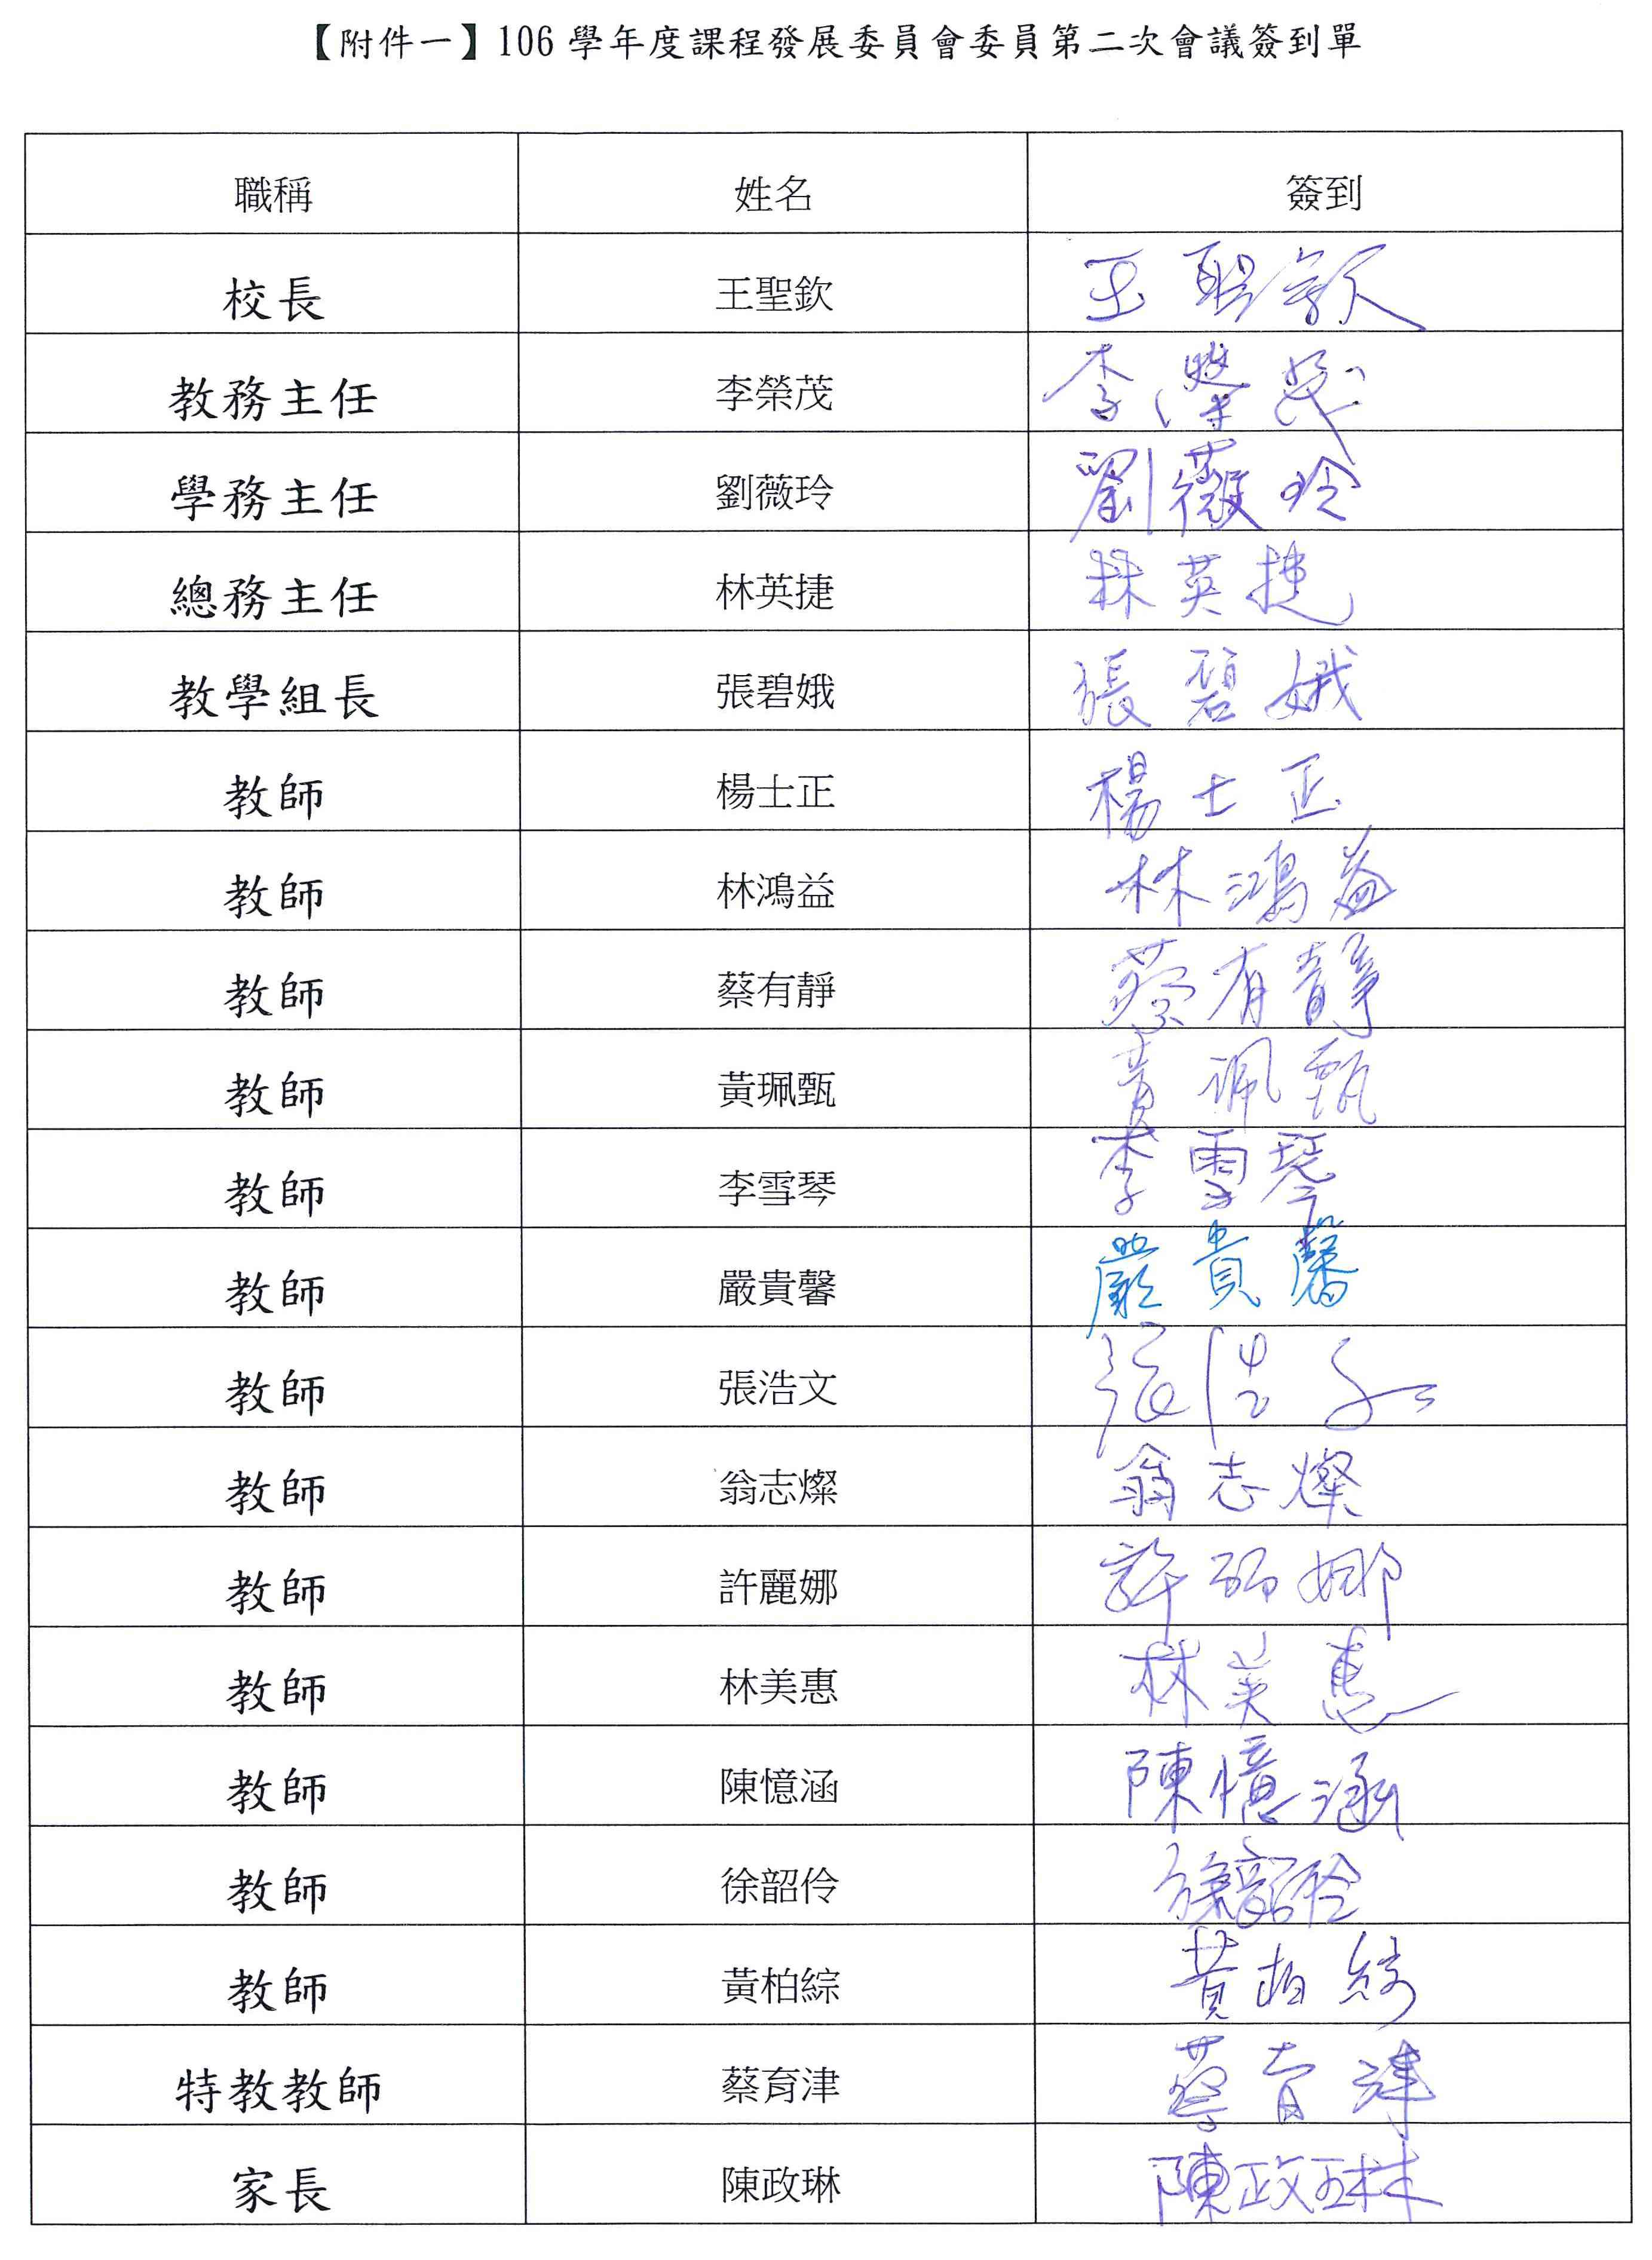 【附件一】106 學年度課程發展委員會委員第二次會議簽到單
職稱 姓名 簽到
校長 王聖欽 王聖欽
教務主任 李榮茂 李榮茂
學務主任 劉薇玲 劉薇玲
總務主任 林英捷 林英捷
教學組長 張碧娥 張碧娥
教師 楊士正 楊士正
教師 林鴻益 林鴻益
教師 蔡有靜 蔡有靜
教師 黃珮甄 黃珮甄
教師 李雪琴 李雪琴
教師 嚴貴馨 嚴貴馨
教師 張浩文 張浩文
教師 翁志燦 翁志燦
教師 許麗娜 許麗娜
教師 林美惠 林美惠
教師 陳憶涵 陳憶涵
教師 徐韶伶 徐韶伶
教師 黃柏綜 黃柏綜
特教教師 蔡育津 蔡育津
家長 陳政琳 陳政琳